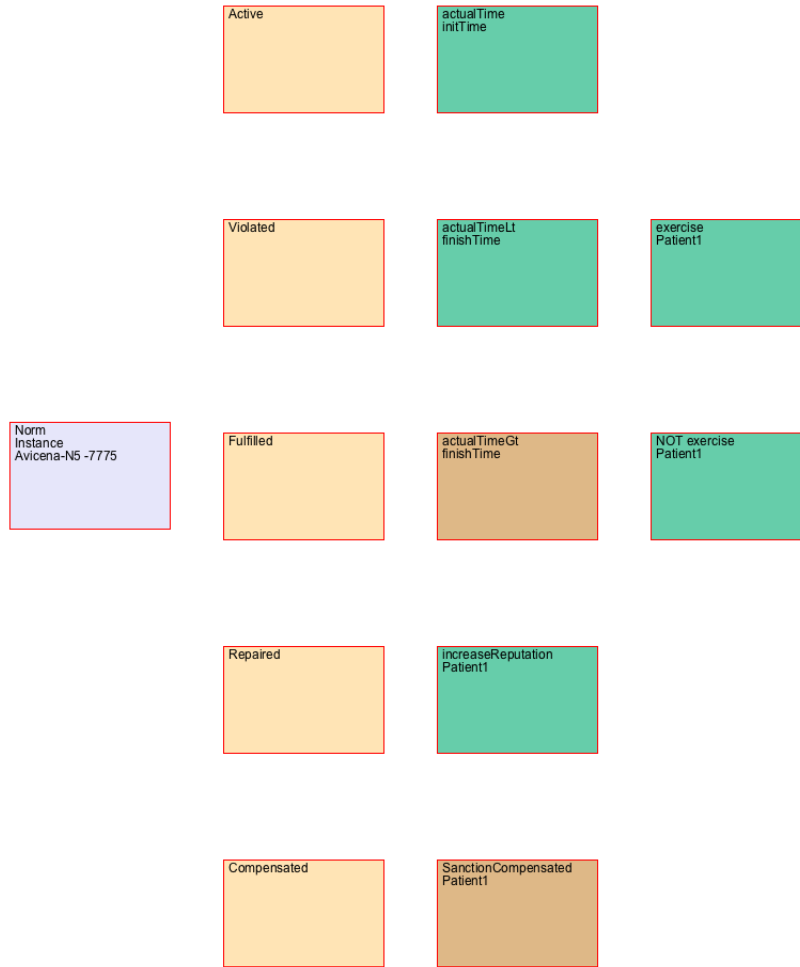 Active
actualTime
initTime
Violated
actualTimeLt
finishTime
exercise
Patient1
Norm
Instance
Avicena-N5 -7775
Fulfilled
actualTimeGt
finishTime
NOT exercise
Patient1
Repaired
increaseReputation
Patient1
Compensated
SanctionCompensated
Patient1